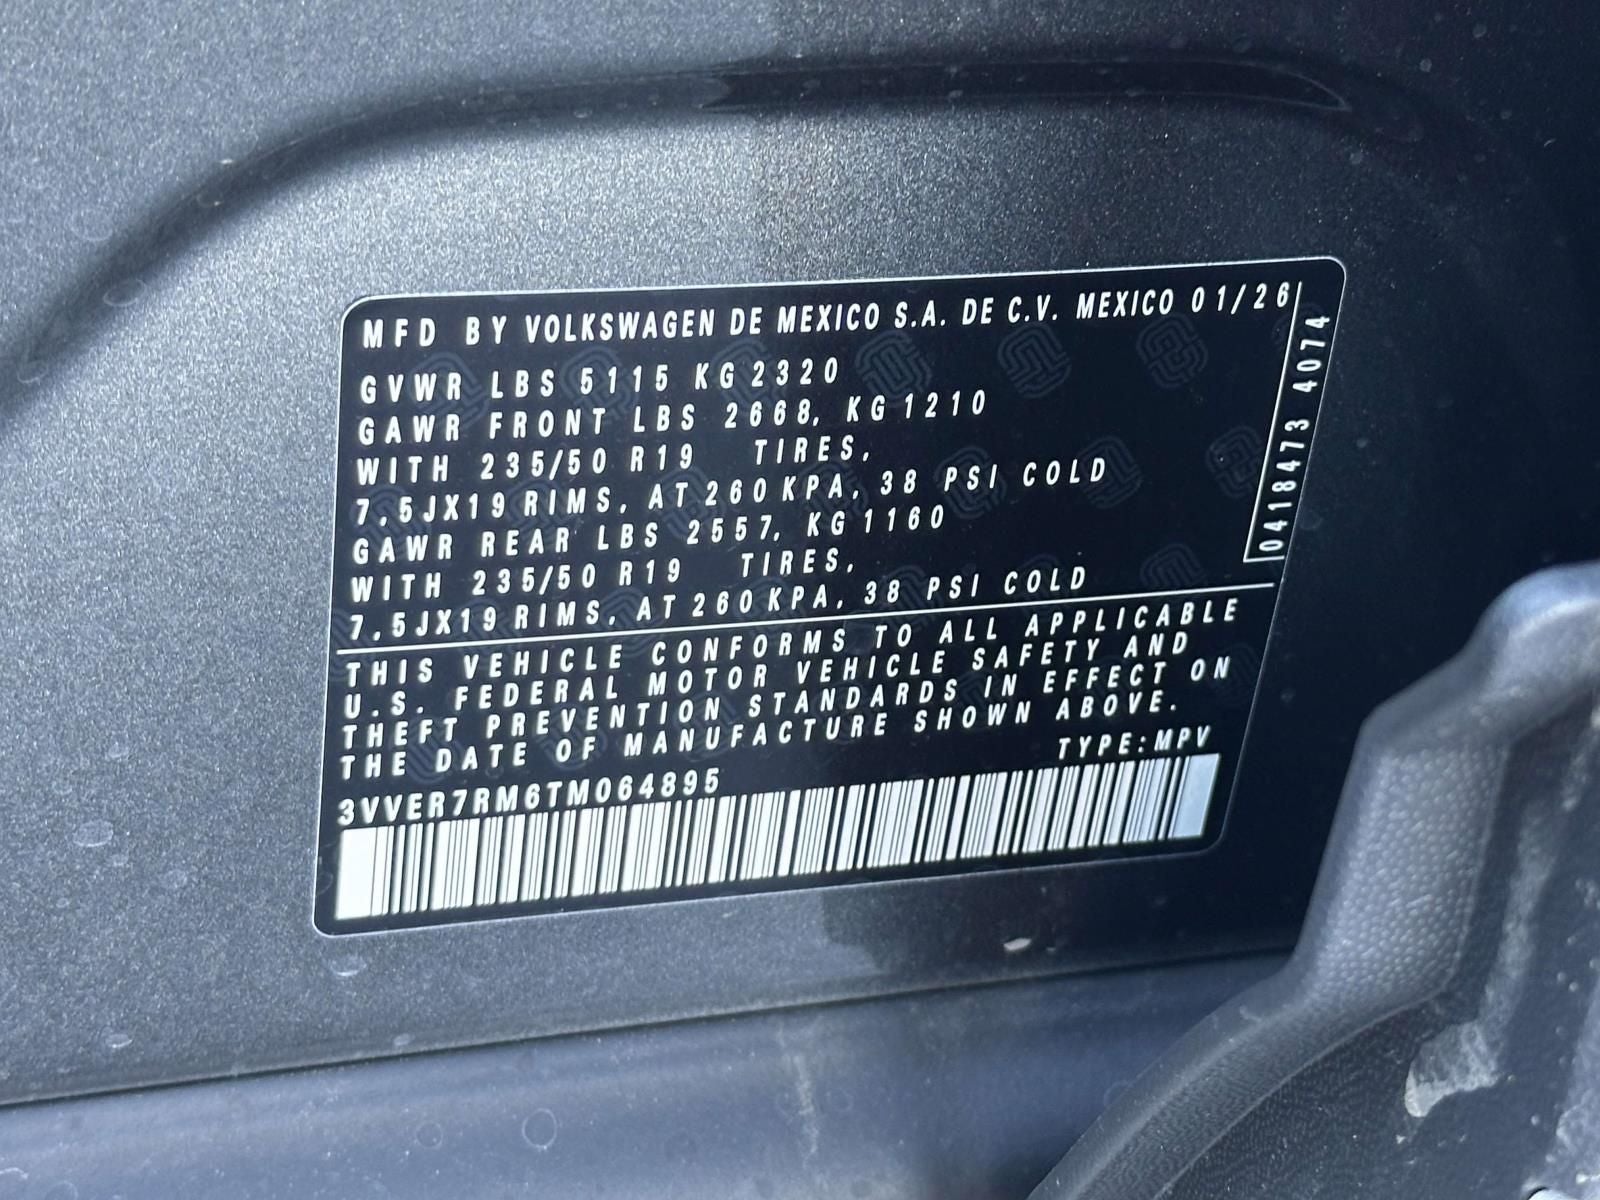 MFD BY VOLKSWAGEN DE MEXICO S.A. DE C.V. MEXICO 01/26
GVWR LBS 5115 KG 2320
GAWR FRONT LBS 2668, KG 1210
WITH 235/50 R19 TIRES,
7.5JX19 RIMS, AT 260 KPA, 38 PSI COLD
GAWR REAR LBS 2557, KG 1160
WITH 235/50 R19 TIRES,
7.5JX19 RIMS, AT 260 KPA, 38 PSI COLD
0418473 4074
THIS VEHICLE CONFORMS TO ALL APPLICABLE
U.S. FEDERAL MOTOR VEHICLE SAFETY AND
THEFT PREVENTION STANDARDS IN EFFECT ON
THE DATE OF MANUFACTURE SHOWN ABOVE.
TYPE:MPV
3VVER7RM6TM064895